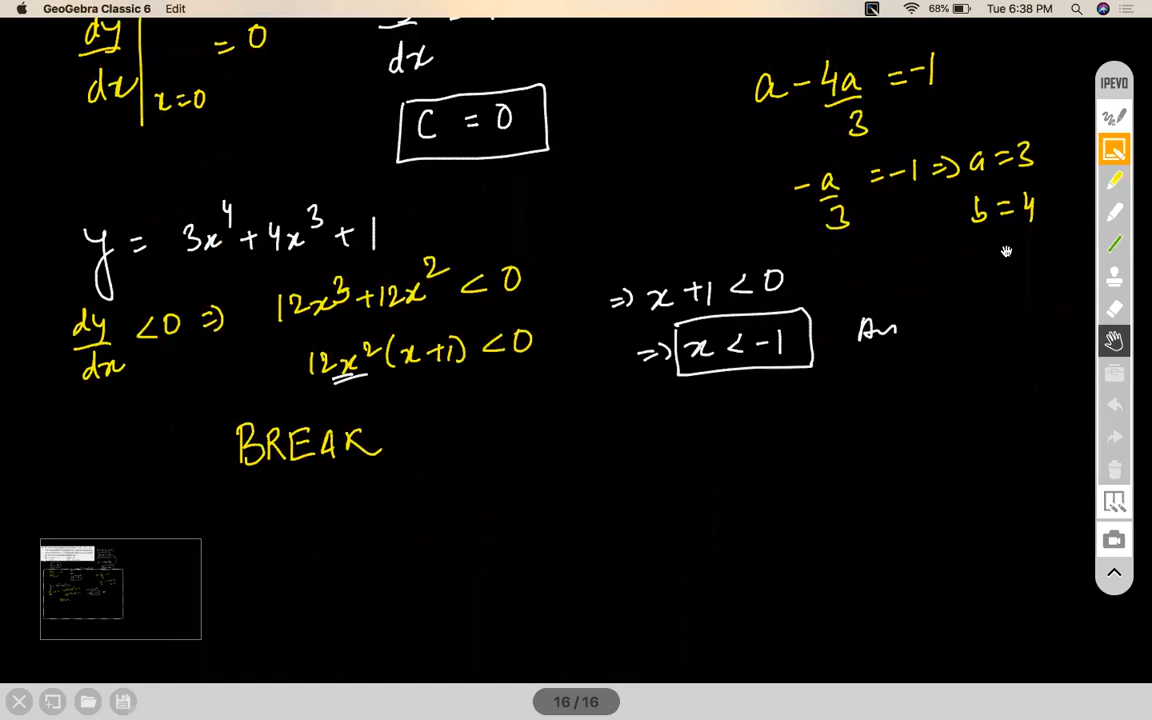 GeoGebra Classic 6 Edit 68% Tue 6:38 PM
dy/dx |x=0 = 0
dx
C = 0
a - 4a/3 = -1
-a/3 = -1 ⇒ a = 3
b = 4
y = 3x⁴ + 4x³ + 1
dy/dx < 0 ⇒ 12x³ + 12x² < 0
12x²(x+1) < 0
⇒ x + 1 < 0
⇒ x < -1 Ans
BREAK
IPEVO
16 / 16